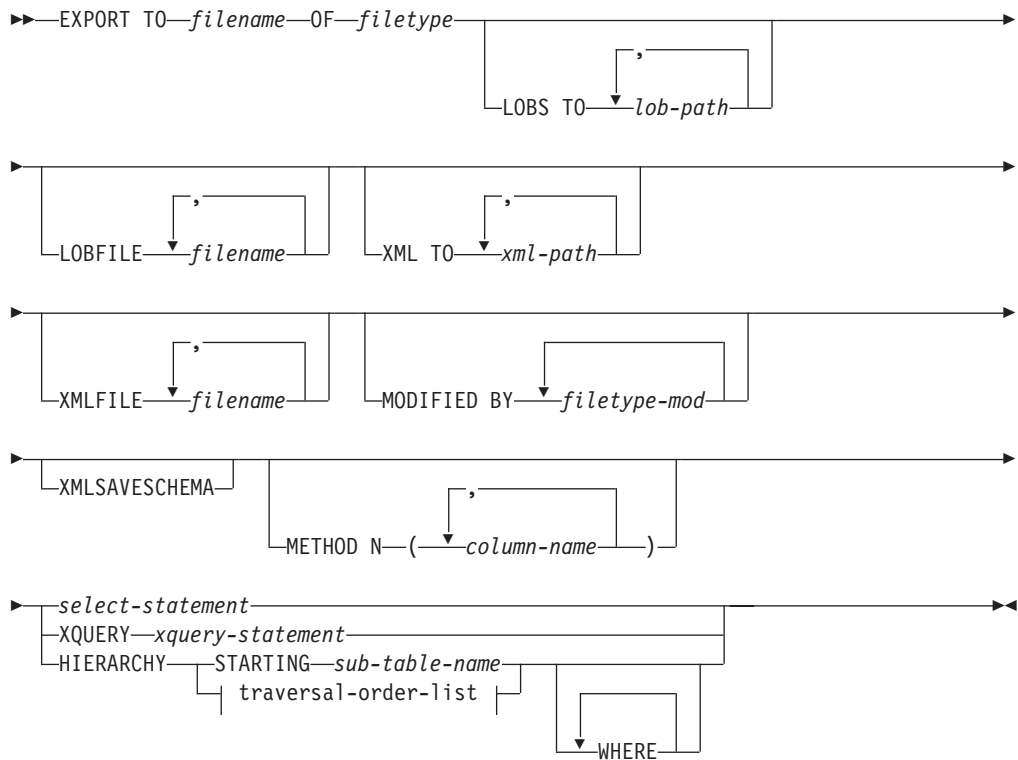 EXPORT TO filename OF filetype
,
LOBS TO lob-path
, ,
LOBFILE filename XML TO xml-path
,
XMLFILE filename MODIFIED BY filetype-mod
XMLSAVESCHEMA
,
METHOD N ( column-name )
select-statement
XQUERY xquery-statement
HIERARCHY STARTING sub-table-name
traversal-order-list
WHERE